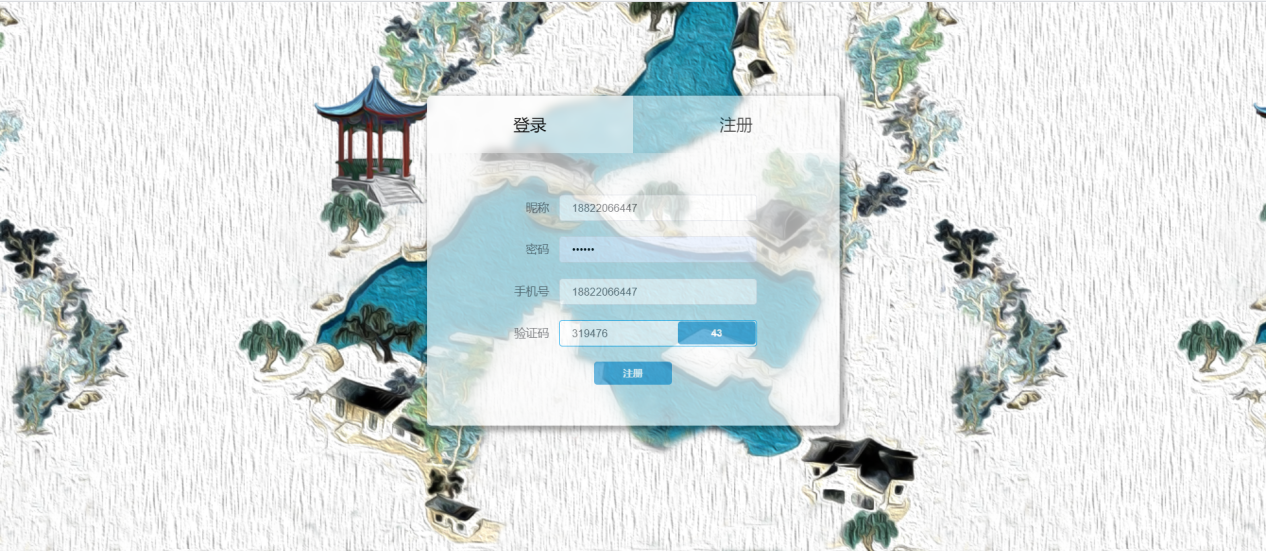 登录 注册
昵称 18822066447
密码 ••••••
手机号 18822066447
验证码 319476 43
注册